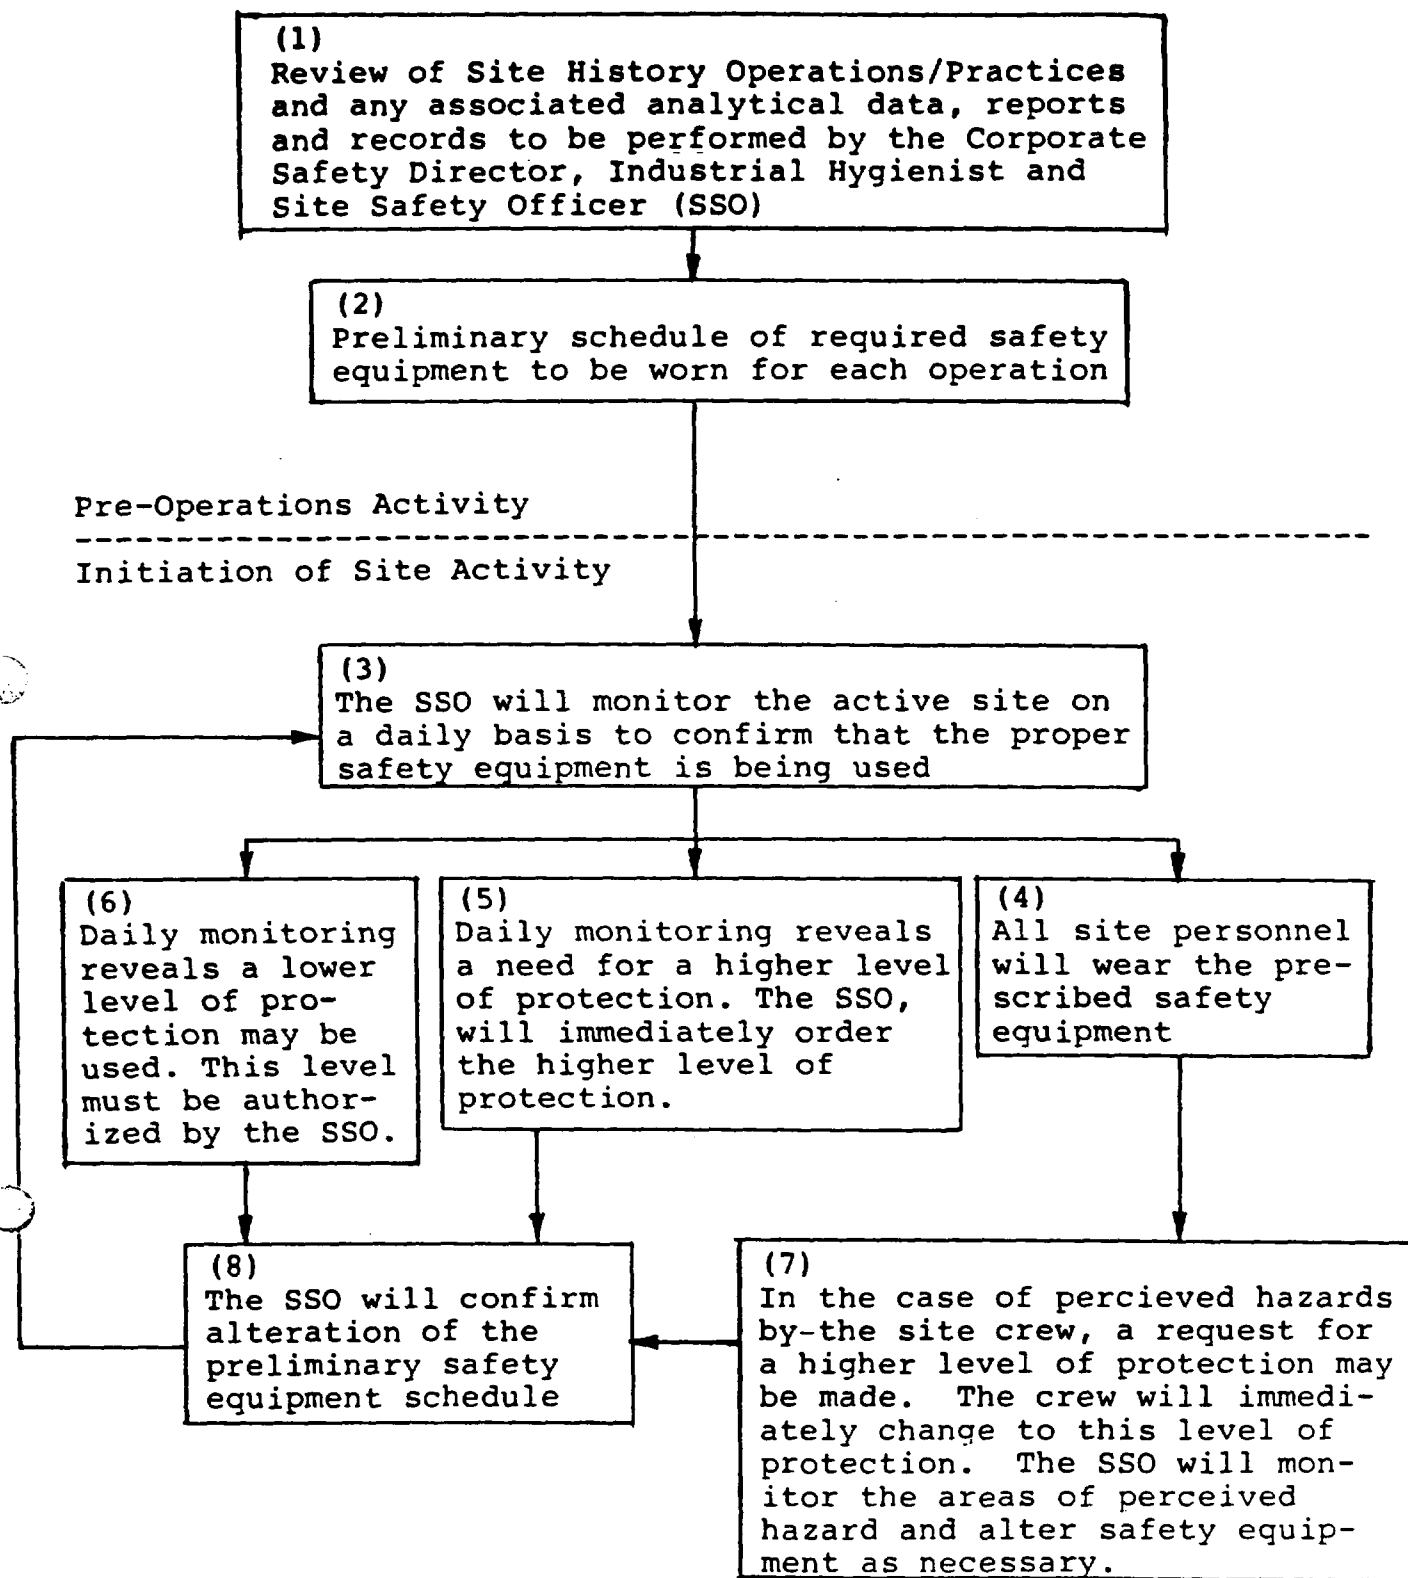 (1)
Review of Site History Operations/Practices
and any associated analytical data, reports
and records to be performed by the Corporate
Safety Director, Industrial Hygienist and
Site Safety Officer (SSO)
(2)
Preliminary schedule of required safety
equipment to be worn for each operation
Pre-Operations Activity
Initiation of Site Activity
(3)
The SSO will monitor the active site on
a daily basis to confirm that the proper
safety equipment is being used
(6)
Daily monitoring
reveals a lower
level of pro-
tection may be
used. This level
must be author-
ized by the SSO.
(5)
Daily monitoring reveals
a need for a higher level
of protection. The SSO,
will immediately order
the higher level of
protection.
(4)
All site personnel
will wear the pre-
scribed safety
equipment
(8)
The SSO will confirm
alteration of the
preliminary safety
equipment schedule
(7)
In the case of percieved hazards
by-the site crew, a request for
a higher level of protection may
be made.  The crew will immedi-
ately change to this level of
protection.  The SSO will mon-
itor the areas of perceived
hazard and alter safety equip-
ment as necessary.